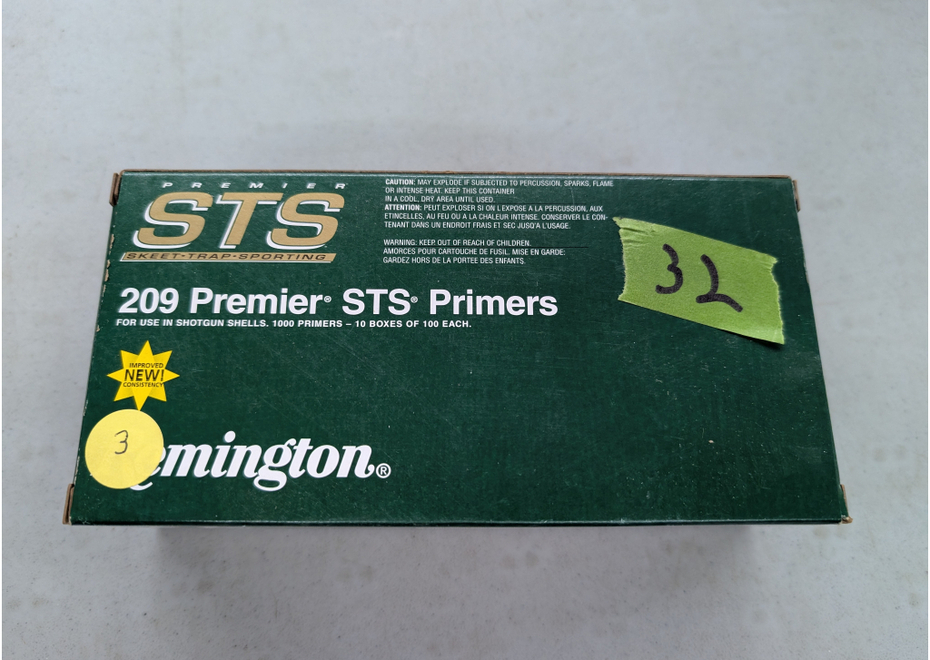 PREMIER
STS
SKEET-TRAP-SPORTING
CAUTION: MAY EXPLODE IF SUBJECTED TO PERCUSSION, SPARKS, FLAME
OR INTENSE HEAT. KEEP THIS CONTAINER
IN A COOL, DRY AREA UNTIL USED.
ATTENTION: PEUT EXPLOSER SI ON L'EXPOSE A LA PERCUSSION, AUX
ETINCELLES, AU FEU OU A LA CHALEUR INTENSE. CONSERVER LE CON-
TENANT DANS UN ENDROIT FRAIS ET SEC JUSQU'A L'USAGE.
WARNING: KEEP OUT OF REACH OF CHILDREN.
AMORCES POUR CARTOUCHE DE FUSIL. MISE EN GARDE:
GARDEZ HORS DE LA PORTEE DES ENFANTS.
32
209 Premier® STS® Primers
FOR USE IN SHOTGUN SHELLS. 1000 PRIMERS – 10 BOXES OF 100 EACH.
IMPROVED
NEW!
CONSISTENCY
3
emington®